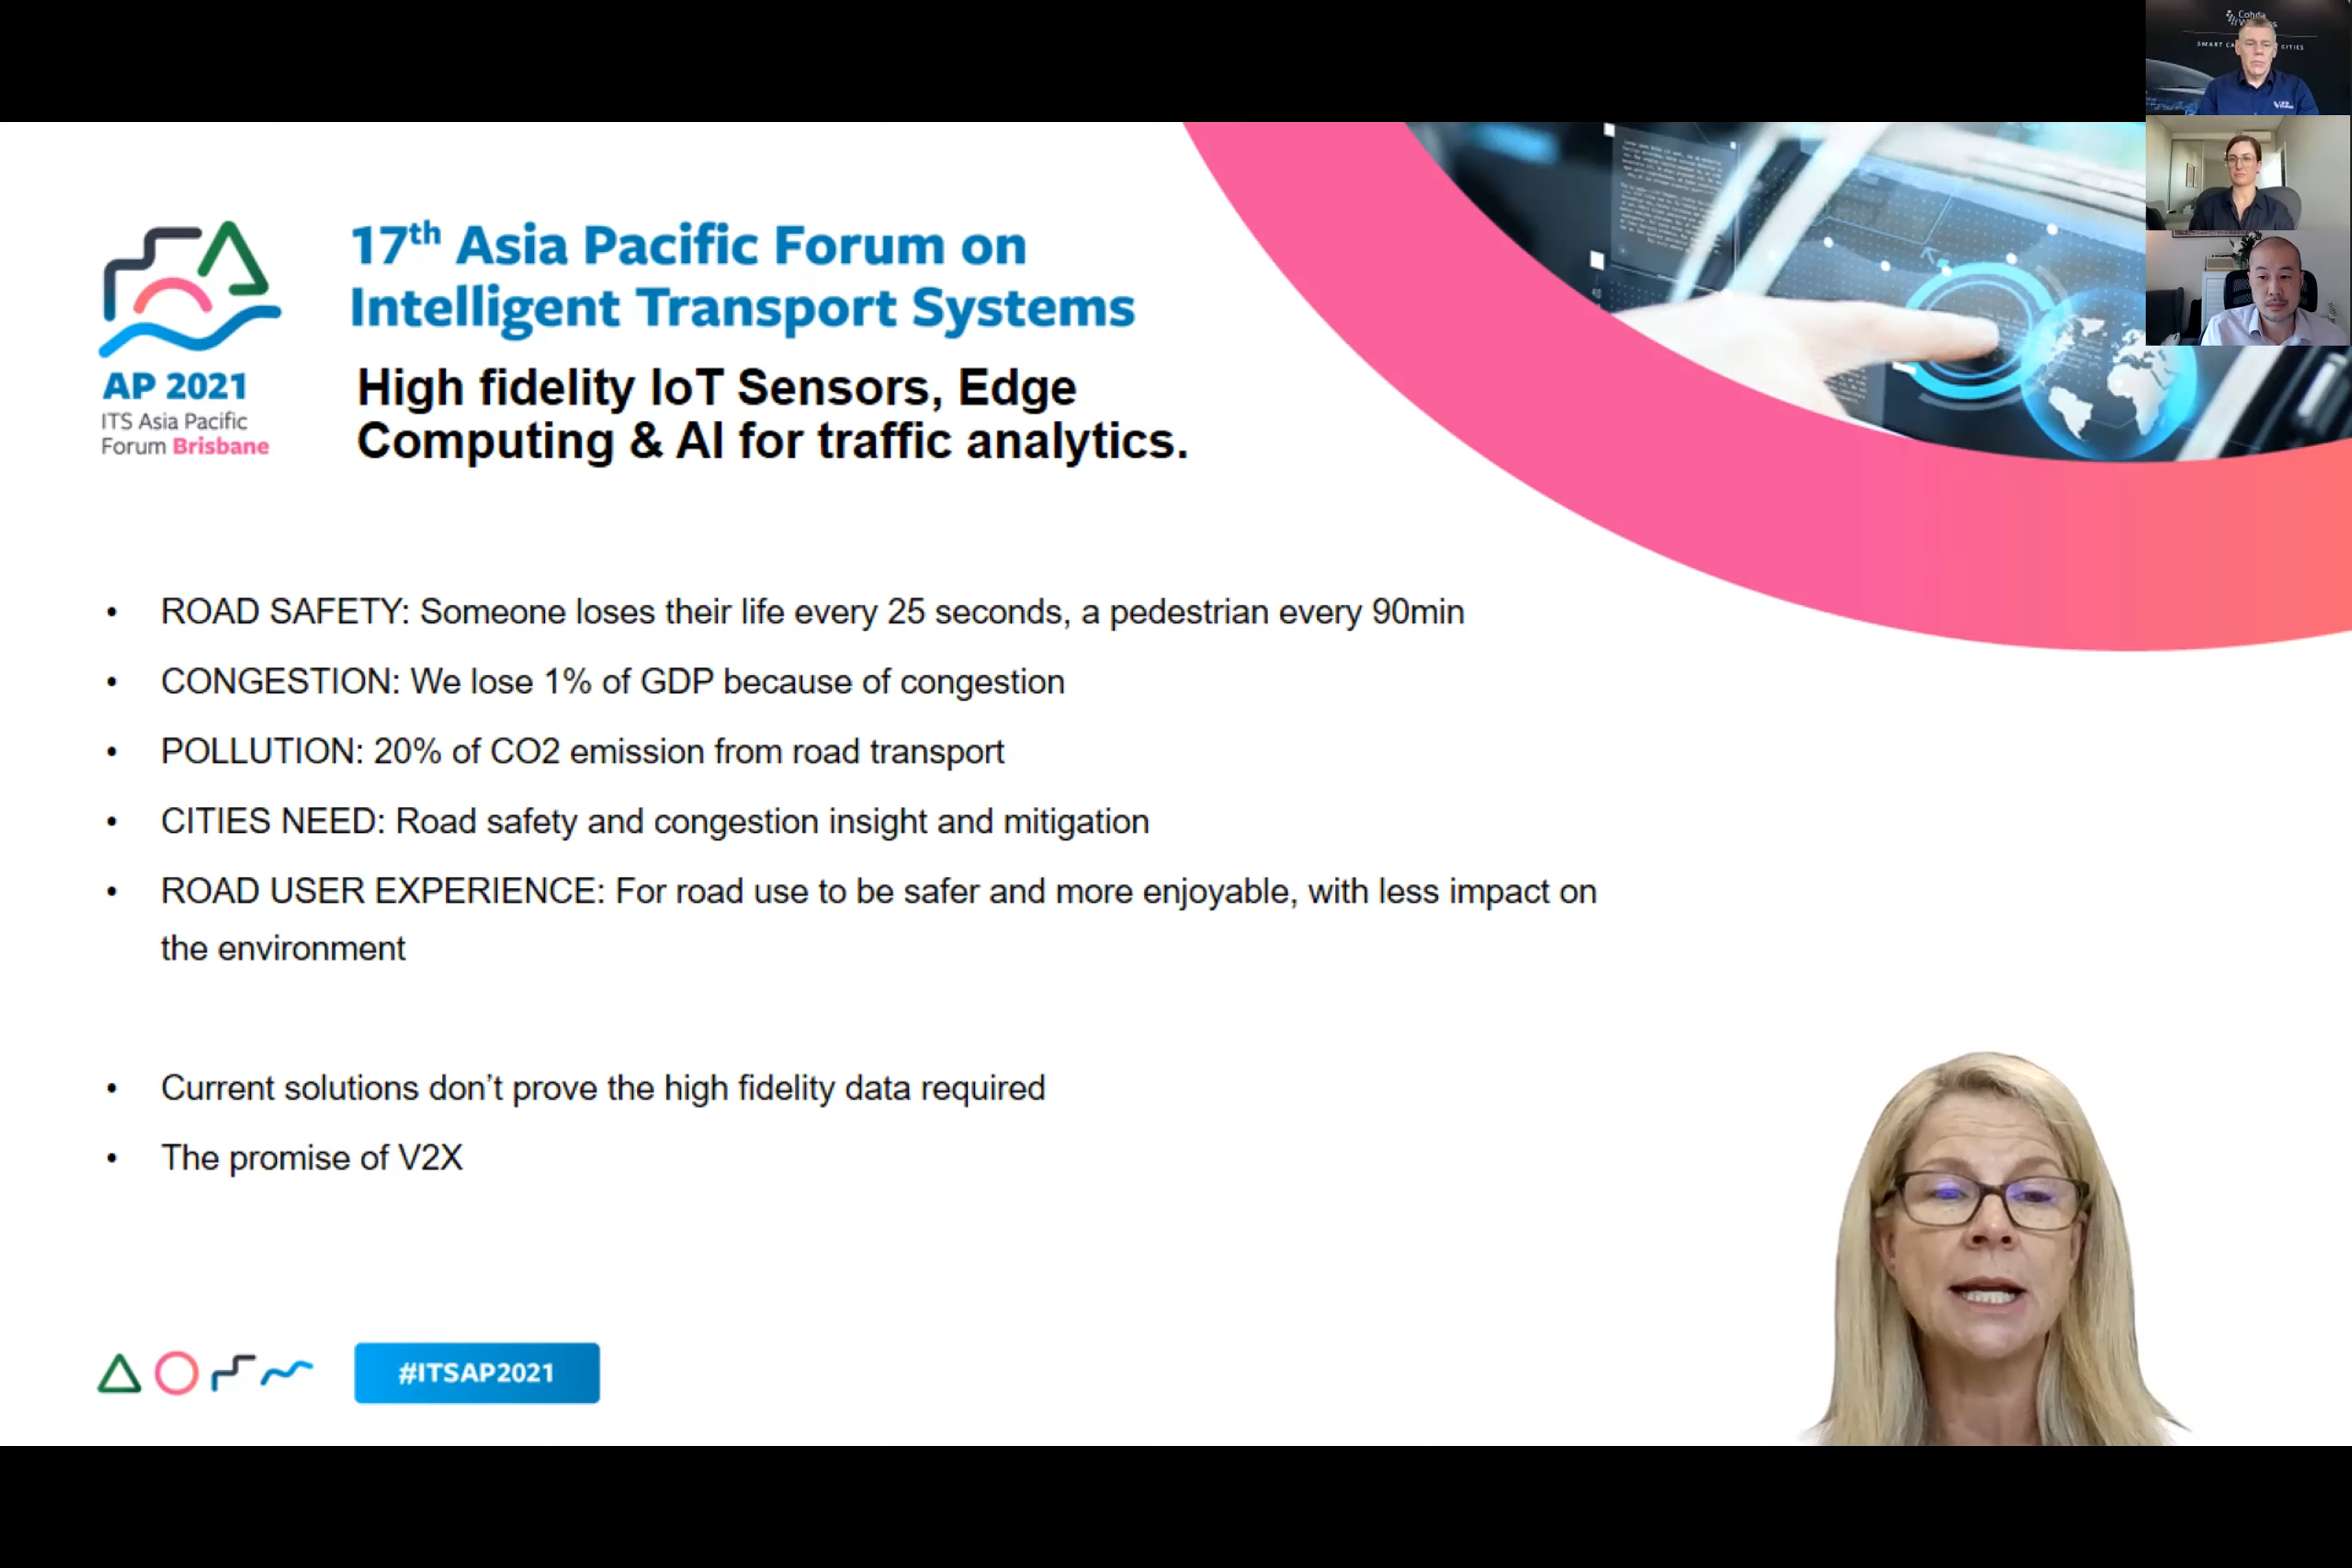 17th Asia Pacific Forum on
Intelligent Transport Systems
High fidelity IoT Sensors, Edge
Computing & AI for traffic analytics.
AP 2021
ITS Asia Pacific
Forum Brisbane
• ROAD SAFETY: Someone loses their life every 25 seconds, a pedestrian every 90min
• CONGESTION: We lose 1% of GDP because of congestion
• POLLUTION: 20% of CO2 emission from road transport
• CITIES NEED: Road safety and congestion insight and mitigation
• ROAD USER EXPERIENCE: For road use to be safer and more enjoyable, with less impact on
the environment
• Current solutions don’t prove the high fidelity data required
• The promise of V2X
#ITSAP2021
SMART
CITIES